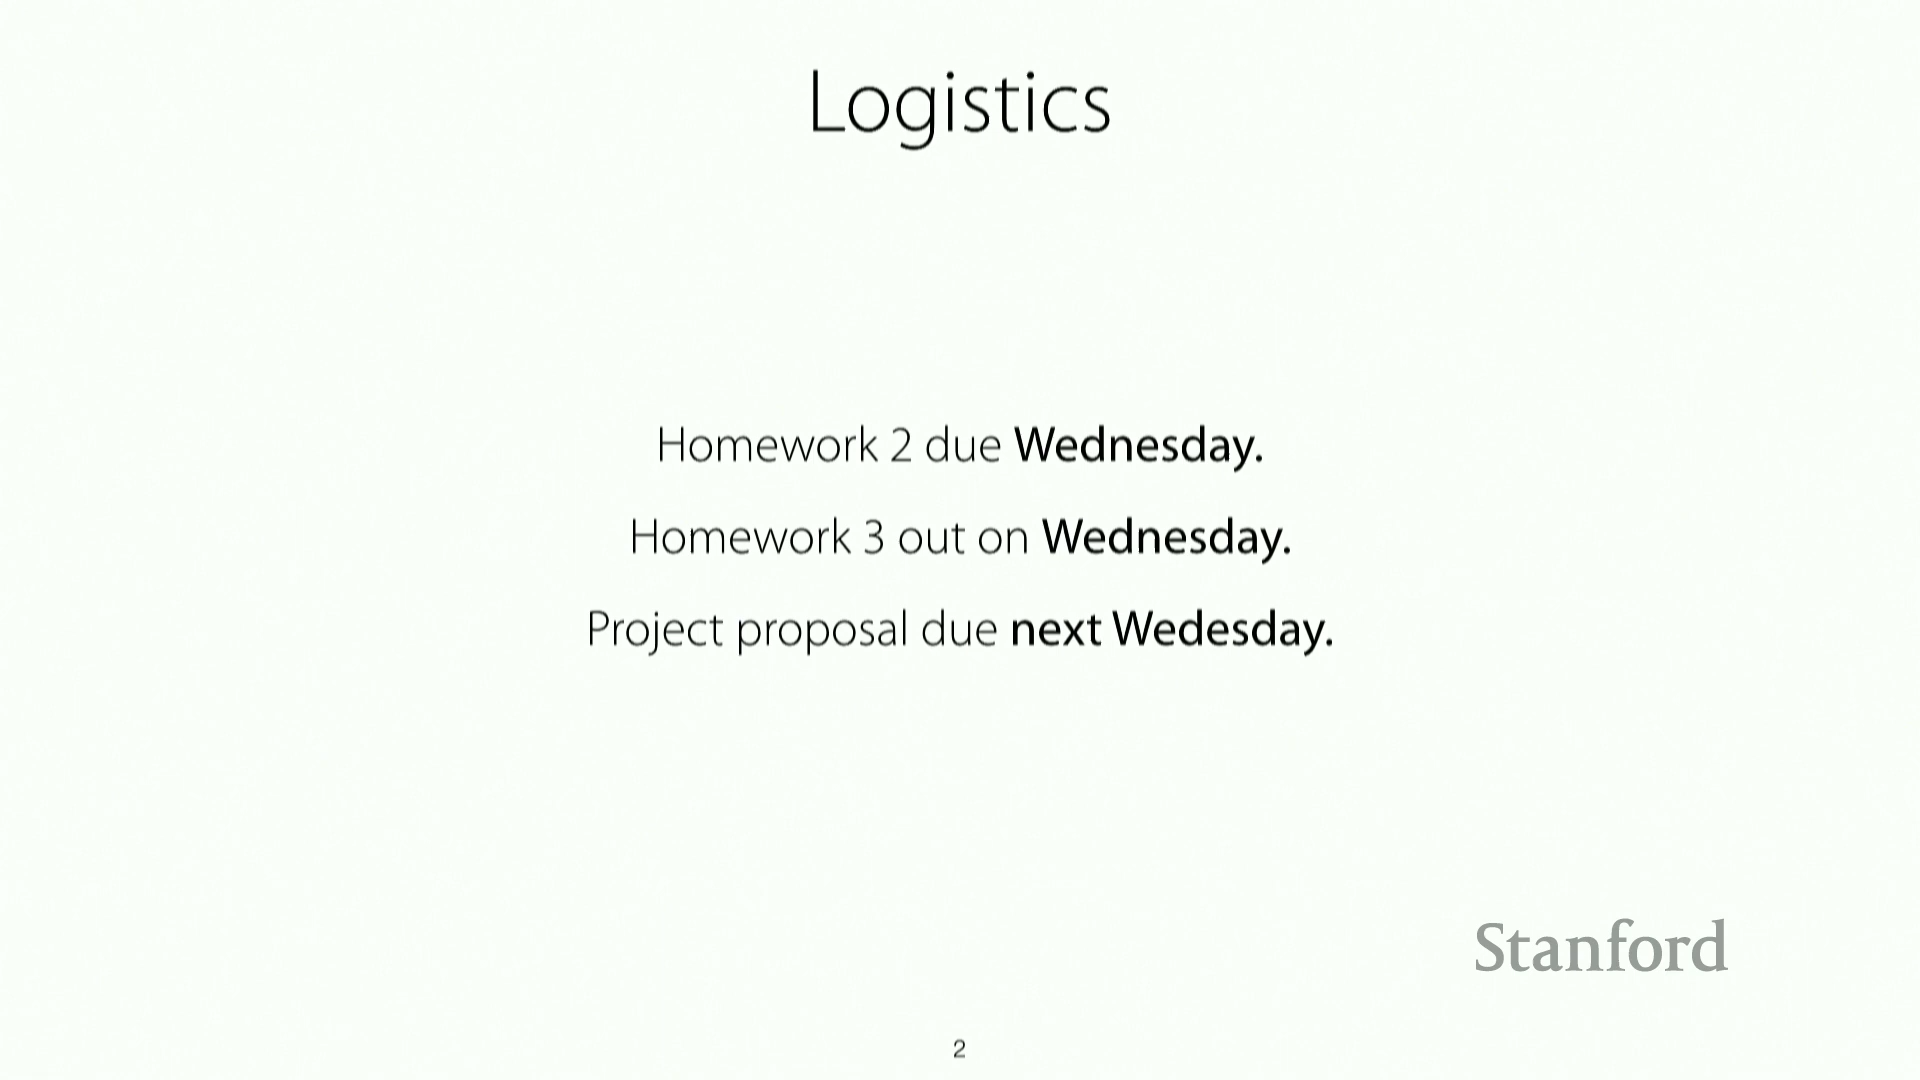 Logistics
Homework 2 due Wednesday.
Homework 3 out on Wednesday.
Project proposal due next Wedesday.
Stanford
2